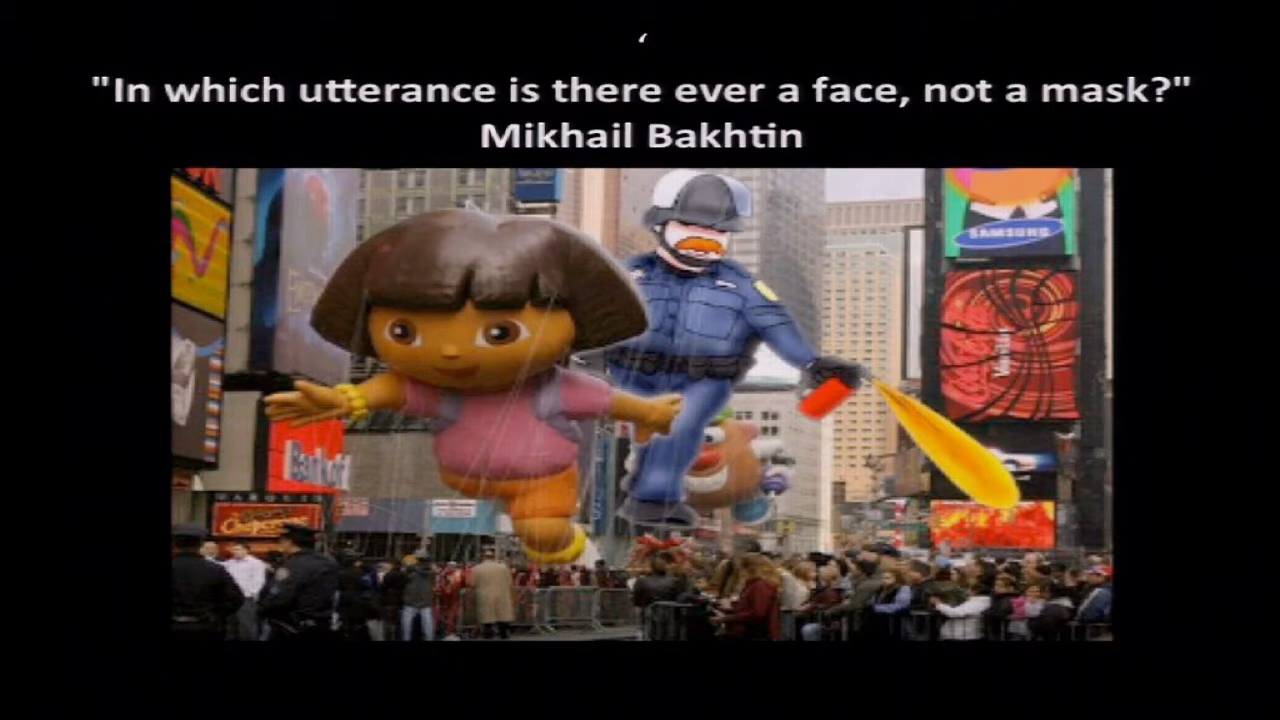 ‘
"In which utterance is there ever a face, not a mask?"
Mikhail Bakhtin
SAMSUNG